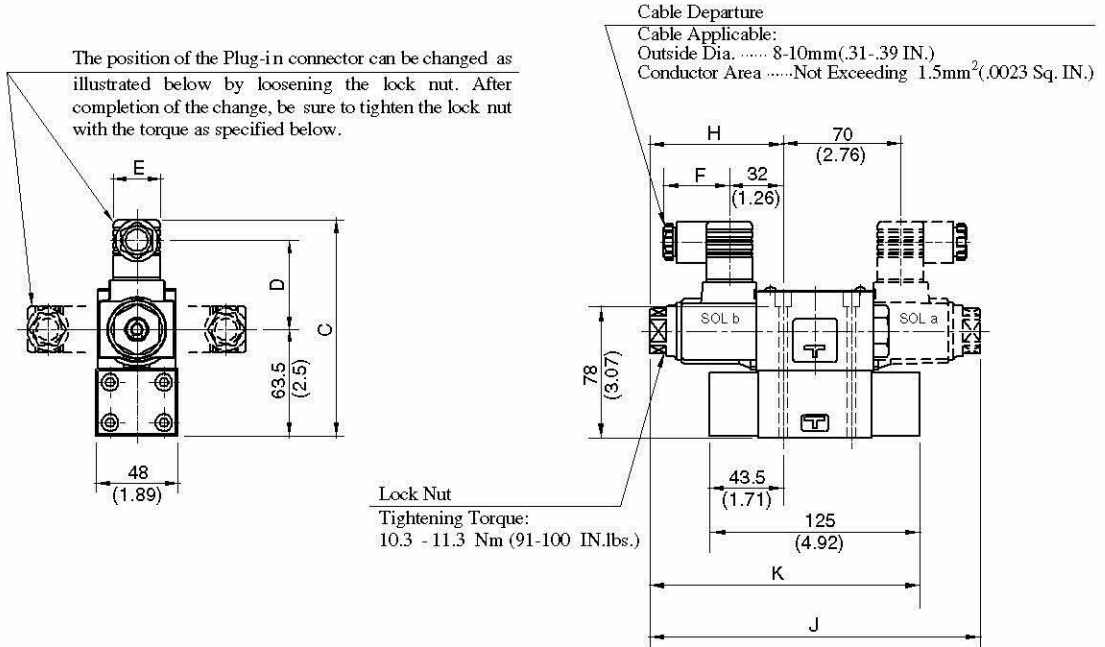 Cable Departure
Cable Applicable:
Outside Dia. ...... 8-10mm(.31-.39 IN.)
Conductor Area ......Not Exceeding 1.5mm²(.0023 Sq. IN.)
The position of the Plug-in connector can be changed as
illustrated below by loosening the lock nut. After
completion of the change, be sure to tighten the lock nut
with the torque as specified below.
E
D
C
63.5
(2.5)
48
(1.89)
H
70
(2.76)
F
32
(1.26)
SOL b
SOL a
78
(3.07)
43.5
(1.71)
125
(4.92)
K
J
Lock Nut
Tightening Torque:
10.3 - 11.3 Nm (91-100 IN.lbs.)